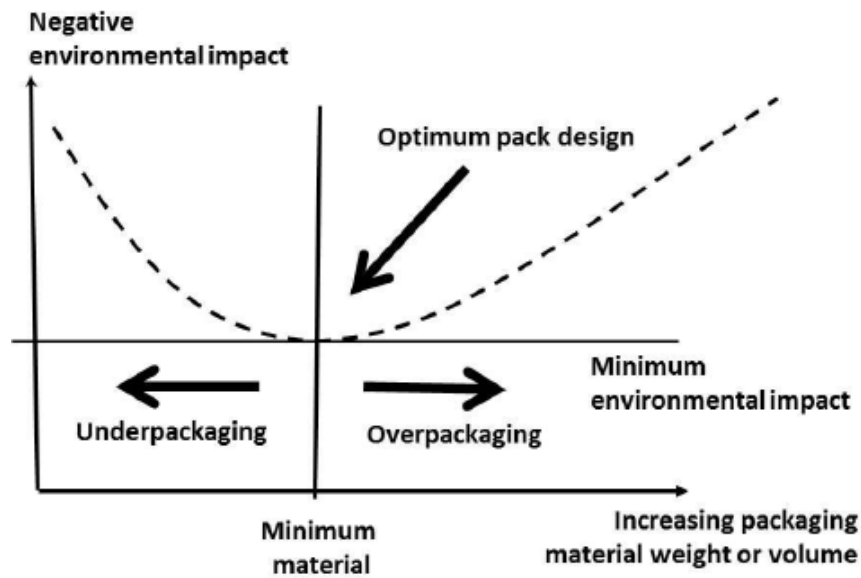 Negative
environmental impact
Optimum pack design
Minimum
environmental impact
Underpackaging
Overpackaging
Minimum
material
Increasing packaging
material weight or volume